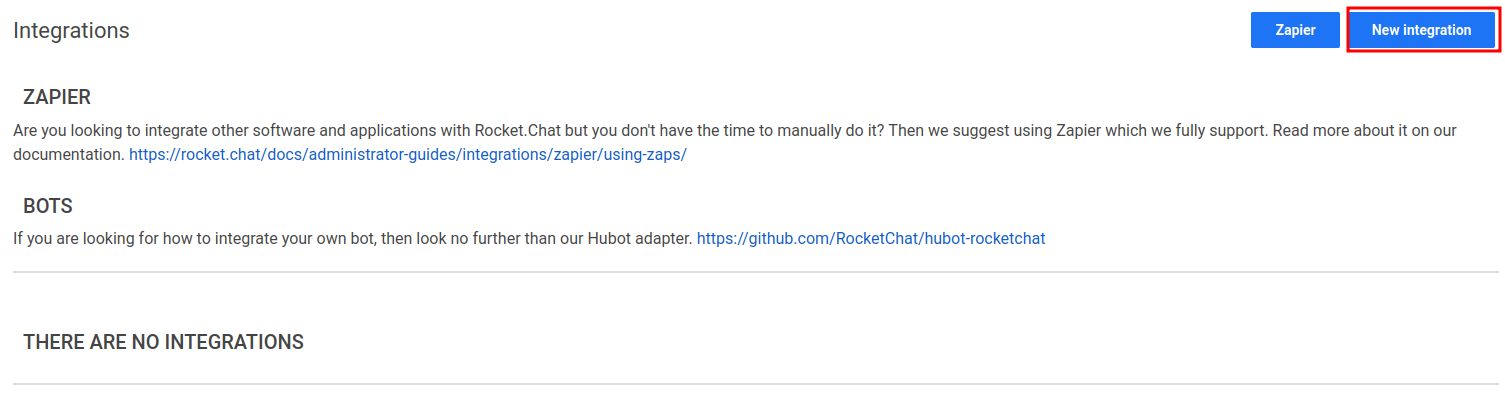 Integrations
Zapier
New integration
ZAPIER
Are you looking to integrate other software and applications with Rocket.Chat but you don't have the time to manually do it? Then we suggest using Zapier which we fully support. Read more about it on our
documentation. https://rocket.chat/docs/administrator-guides/integrations/zapier/using-zaps/
BOTS
If you are looking for how to integrate your own bot, then look no further than our Hubot adapter. https://github.com/RocketChat/hubot-rocketchat
THERE ARE NO INTEGRATIONS